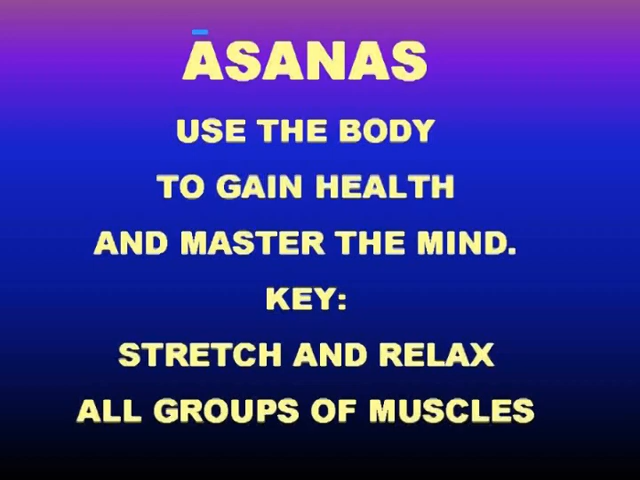 ĀSANAS
USE THE BODY
TO GAIN HEALTH
AND MASTER THE MIND.
KEY:
STRETCH AND RELAX
ALL GROUPS OF MUSCLES